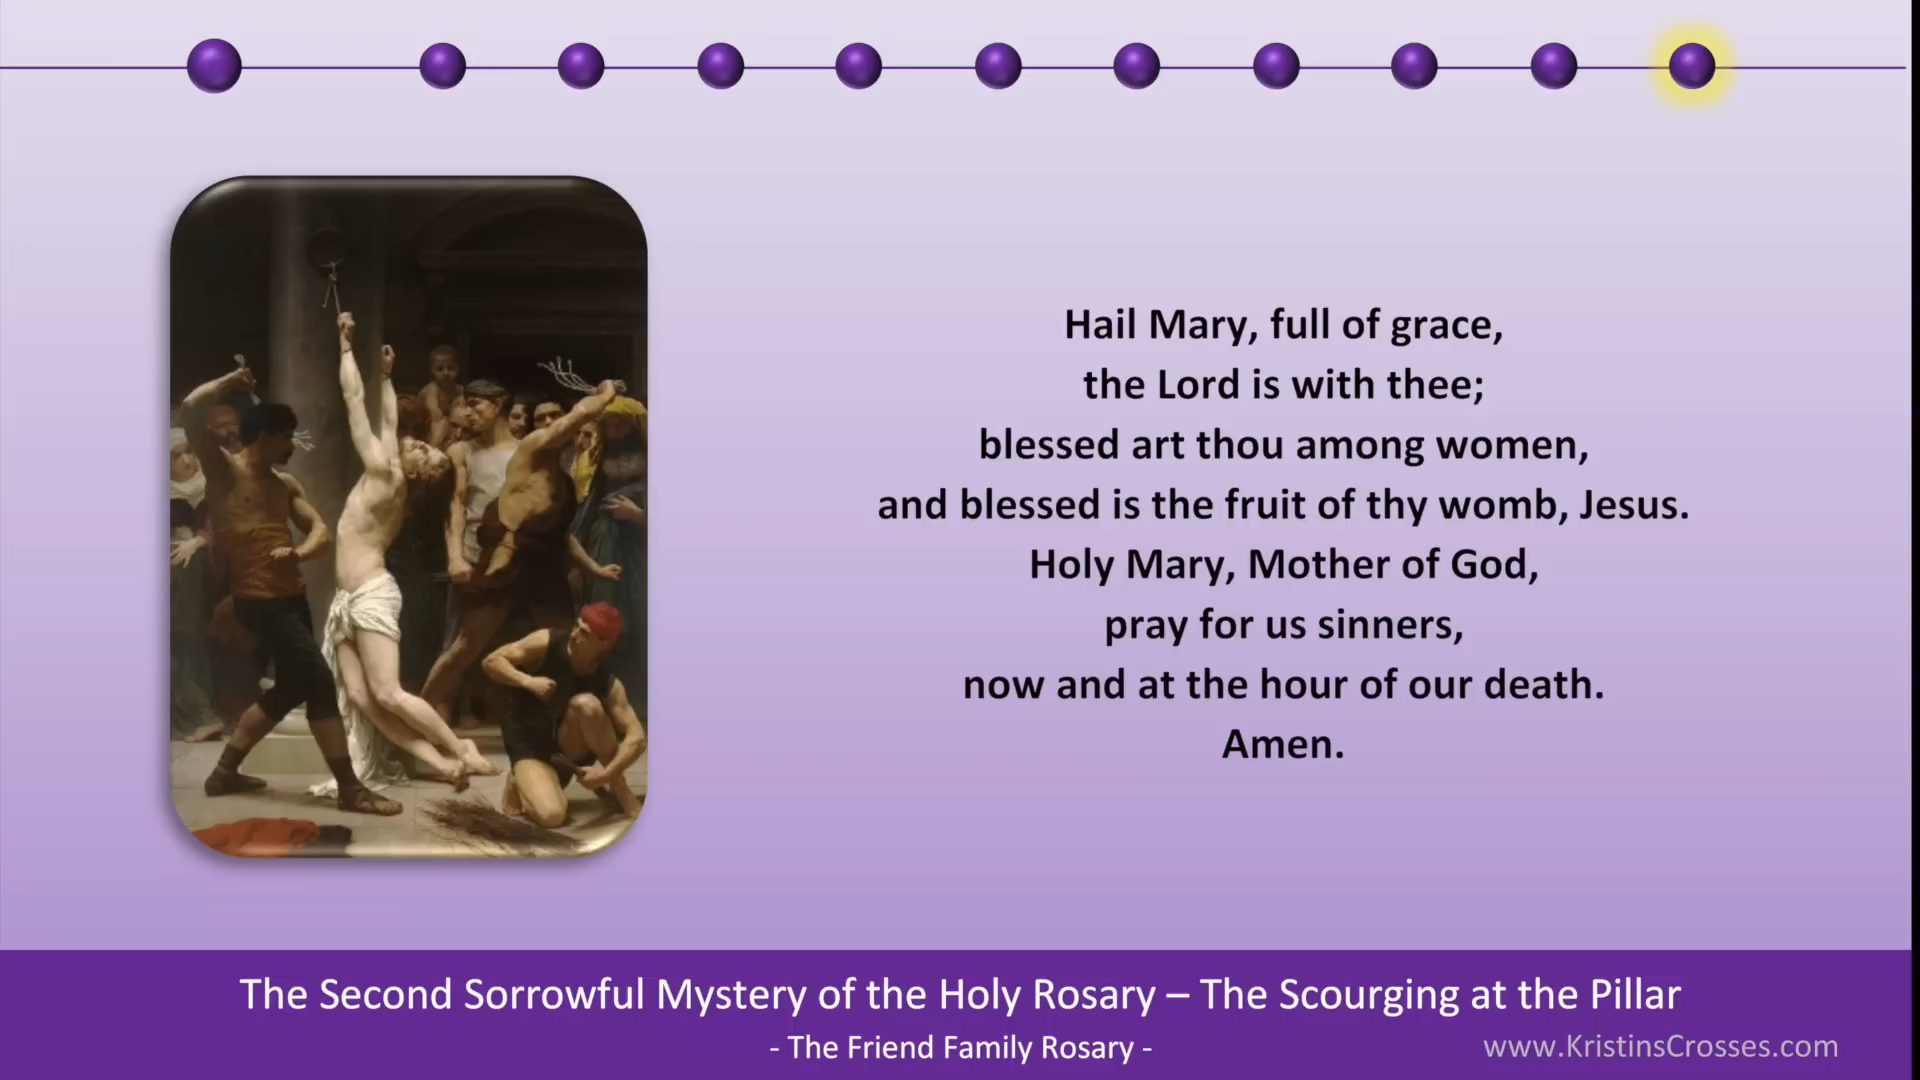 Hail Mary, full of grace,
the Lord is with thee;
blessed art thou among women,
and blessed is the fruit of thy womb, Jesus.
Holy Mary, Mother of God,
pray for us sinners,
now and at the hour of our death.
Amen.
The Second Sorrowful Mystery of the Holy Rosary – The Scourging at the Pillar
- The Friend Family Rosary -
www.KristinsCrosses.com